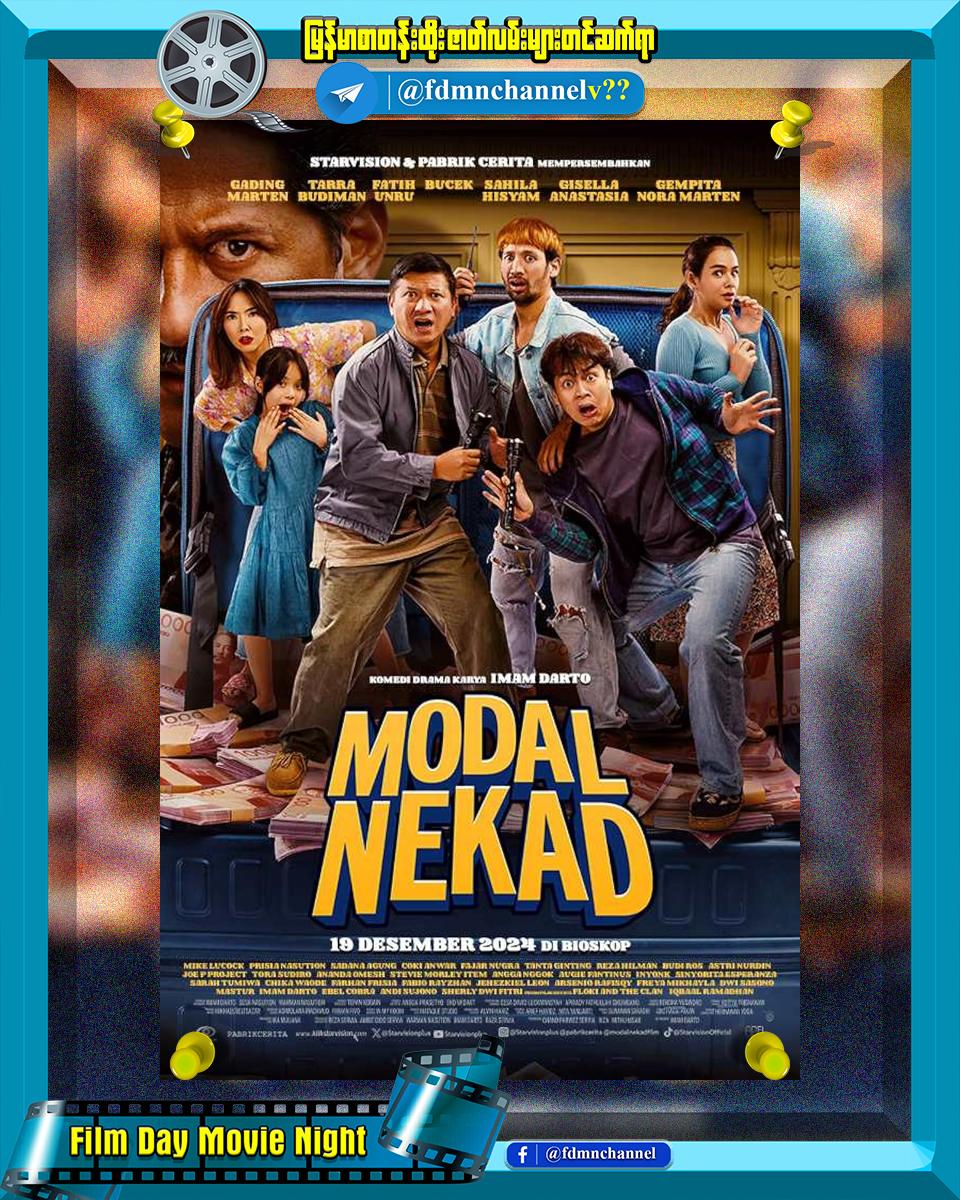 မြန်မာစာတန်းထိုးဇာတ်လမ်းများတင်ဆက်ရာ
@fdmnchannelv??
STARVISION & PABRIK CERITA MEMPERSEMBAHKAN
GADING MARTEN TARRA BUDIMAN FATIH UNRU BUCEK SAHILA HISYAM GISELLA ANASTASIA GEMPITA NORA MARTEN
KOMEDI DRAMA KARYA IMAM DARTO
MODAL
NEKAD
19 DESEMBER 2024 DI BIOSKOP
MIKE LUCOCK PRISIA NASUTION SADANA AGUNG COKI ANWAR FAJAR NUGRA TANTA GINTING REZA HILMAN BUDI ROS ASTRI NURDIN
JOE P PROJECT TORA SUDIRO ANANDA OMESH STEVIE MORLEY ITEM ANGGA NGGOK AUGIE FANTINUS INYONK SINYORITA ESPERANZA
SARAH TUMIWA CHIKA WAODE FARHAN FRISIA FABIO RAYZHAN JEHEZKIEL LEON ARSENIO RAFISQY FREYA MIKHAYLA DWI SASONO
MASTUR IMAM DARTO EBEL COBRA ANDI SUJONO SHERLY DWI FITRI FLOKI AND THE CLAN IQBAAL RAMADHAN
PABRIKCERITA @Starvisionplus @Starvisionplus @pabrikcerita @modalnekadfilm @StarvisionOfficial
Film Day Movie Night
@fdmnchannel